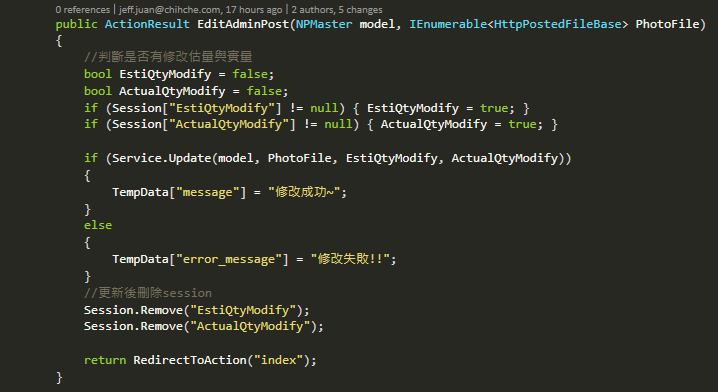 0 references | jeff.juan@chihche.com, 17 hours ago | 2 authors, 5 changes
public ActionResult EditAdminPost(NPMaster model, IEnumerable<HttpPostedFileBase> PhotoFile)
{
//判斷是否有修改估量與實量
bool EstiQtyModify = false;
bool ActualQtyModify = false;
if (Session["EstiQtyModify"] != null) { EstiQtyModify = true; }
if (Session["ActualQtyModify"] != null) { ActualQtyModify = true; }
if (Service.Update(model, PhotoFile, EstiQtyModify, ActualQtyModify))
{
TempData["message"] = "修改成功~";
}
else
{
TempData["error_message"] = "修改失敗!!";
}
//更新後刪除session
Session.Remove("EstiQtyModify");
Session.Remove("ActualQtyModify");
return RedirectToAction("index");
}